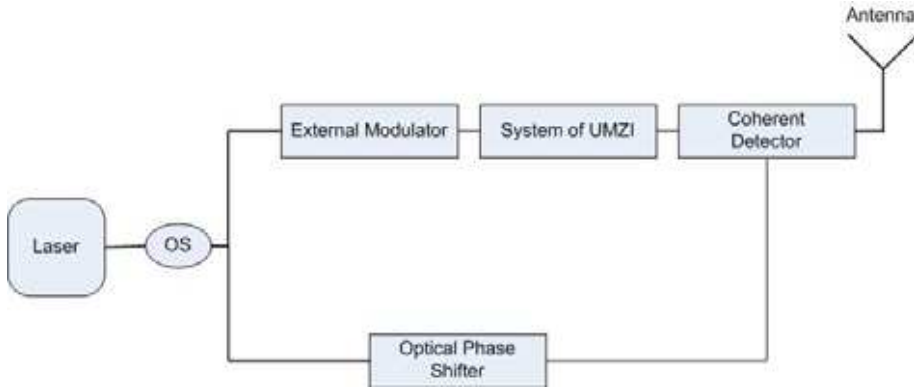 Antenna
External Modulator
System of UMZI
Coherent
Detector
Laser
OS
Optical Phase
Shifter